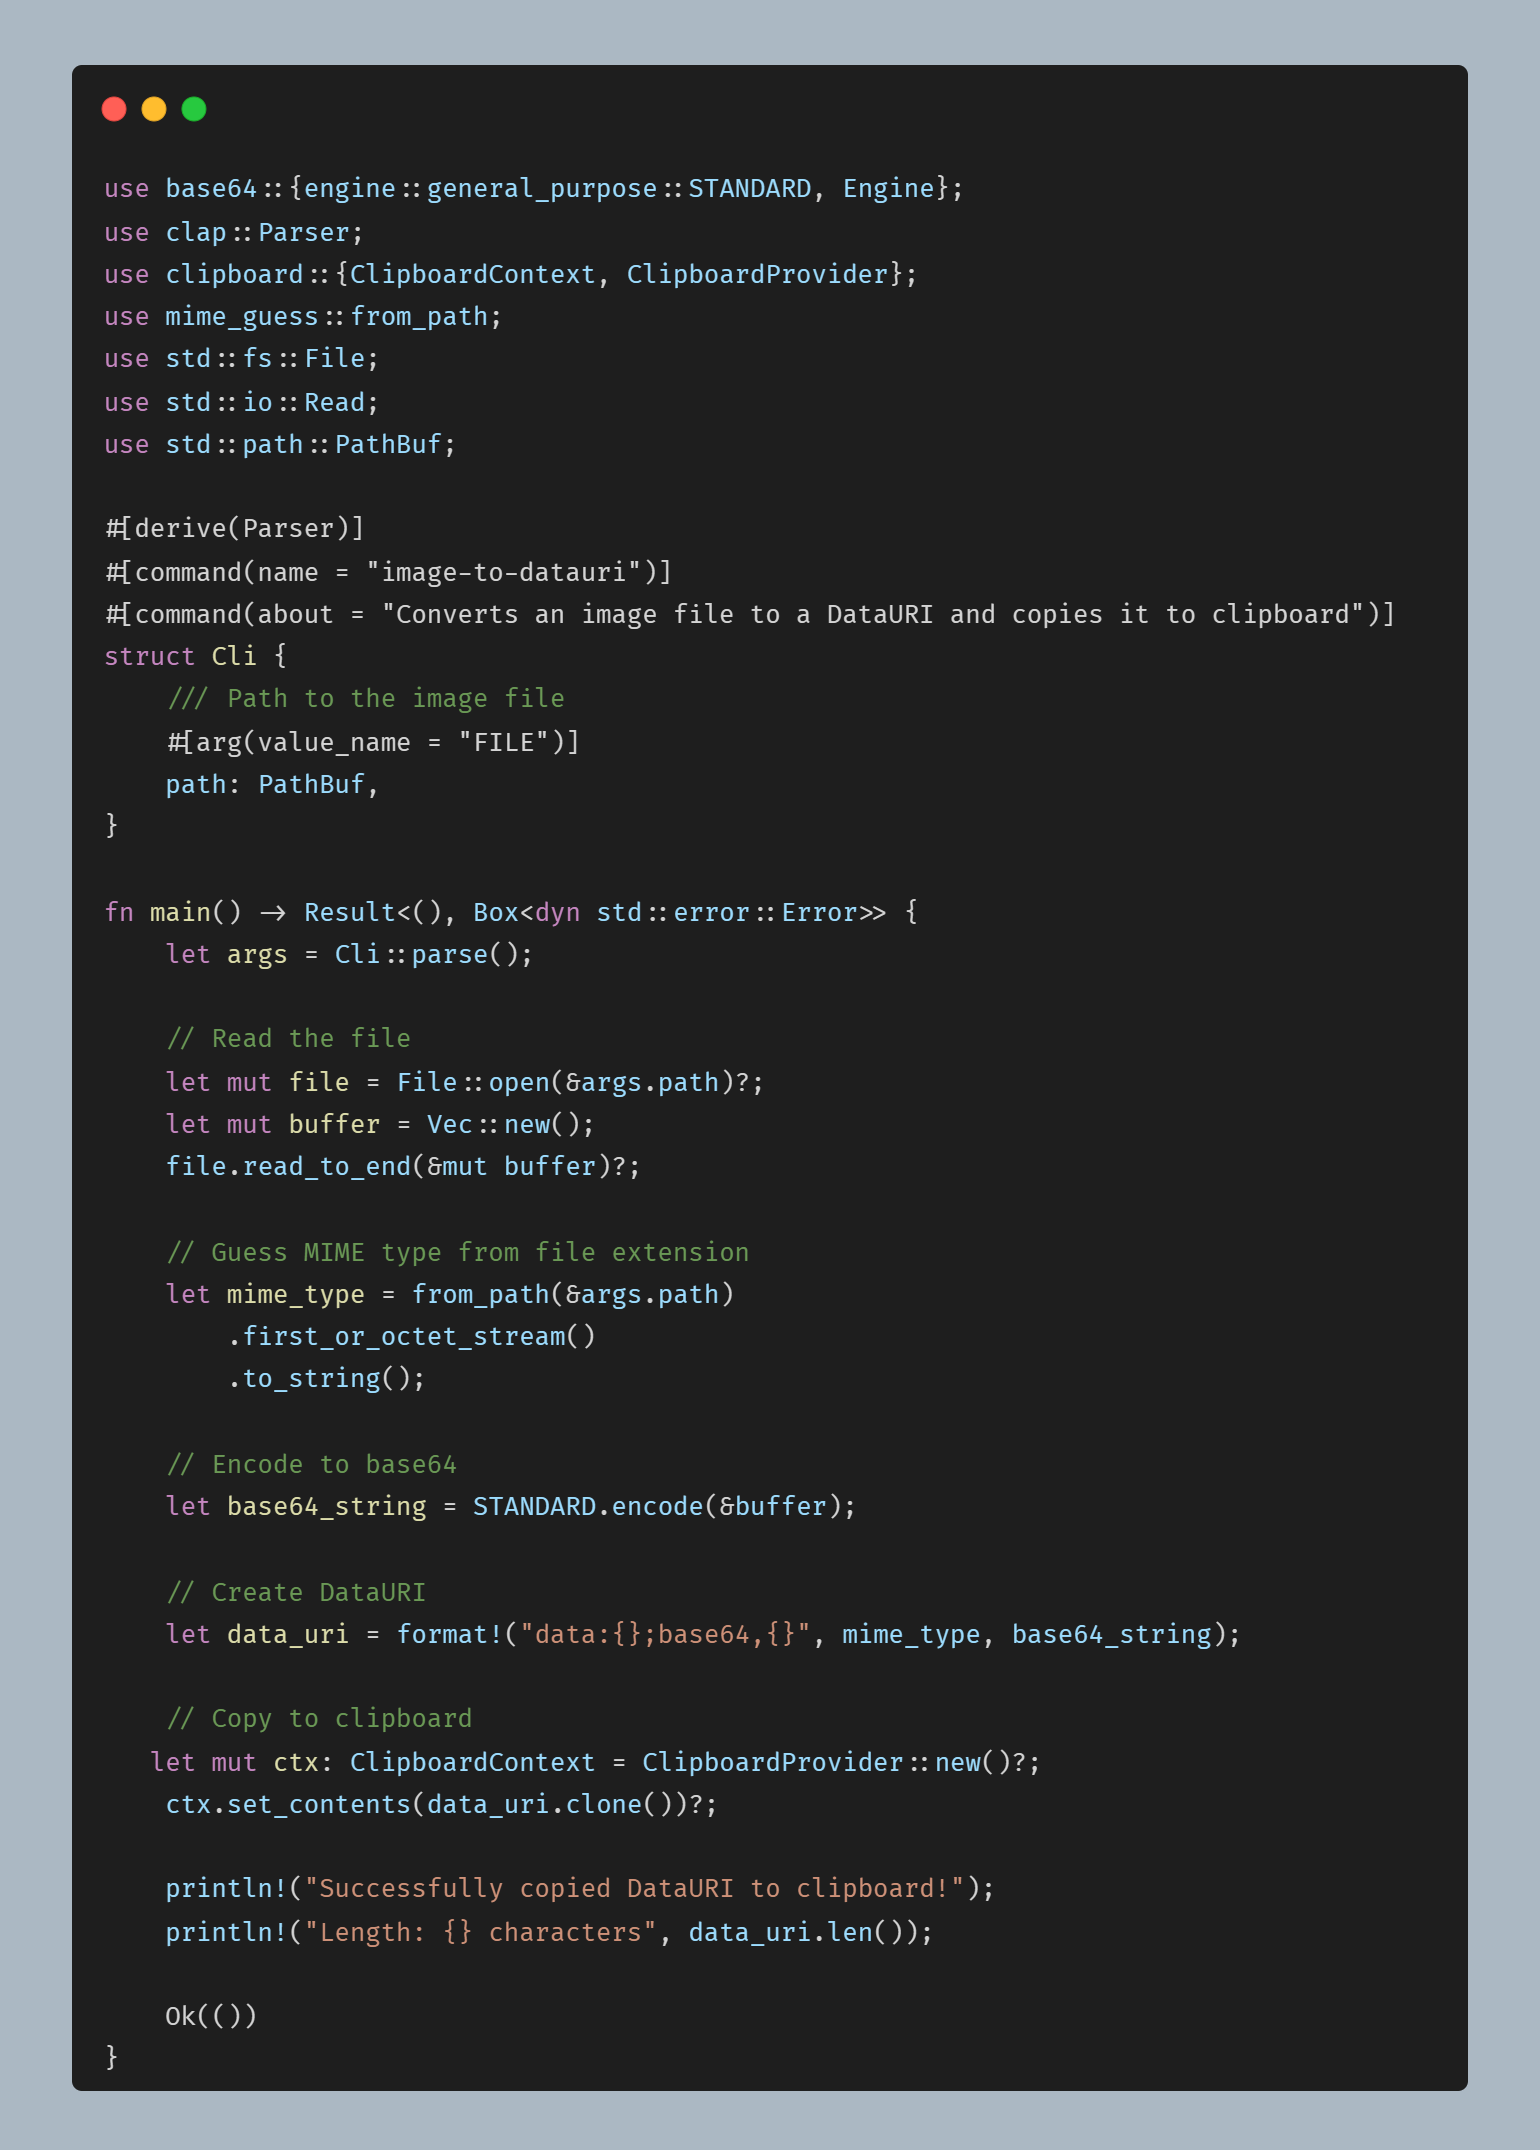 use base64::{engine::general_purpose::STANDARD, Engine};
use clap::Parser;
use clipboard::{ClipboardContext, ClipboardProvider};
use mime_guess::from_path;
use std::fs::File;
use std::io::Read;
use std::path::PathBuf;

#[derive(Parser)]
#[command(name = "image-to-datauri")]
#[command(about = "Converts an image file to a DataURI and copies it to clipboard")]
struct Cli {
    /// Path to the image file
    #[arg(value_name = "FILE")]
    path: PathBuf,
}

fn main() -> Result<(), Box<dyn std::error::Error>> {
    let args = Cli::parse();

    // Read the file
    let mut file = File::open(&args.path)?;
    let mut buffer = Vec::new();
    file.read_to_end(&mut buffer)?;

    // Guess MIME type from file extension
    let mime_type = from_path(&args.path)
        .first_or_octet_stream()
        .to_string();

    // Encode to base64
    let base64_string = STANDARD.encode(&buffer);

    // Create DataURI
    let data_uri = format!("data:{};base64,{}", mime_type, base64_string);

    // Copy to clipboard
   let mut ctx: ClipboardContext = ClipboardProvider::new()?;
    ctx.set_contents(data_uri.clone())?;

    println!("Successfully copied DataURI to clipboard!");
    println!("Length: {} characters", data_uri.len());

    Ok(())
}